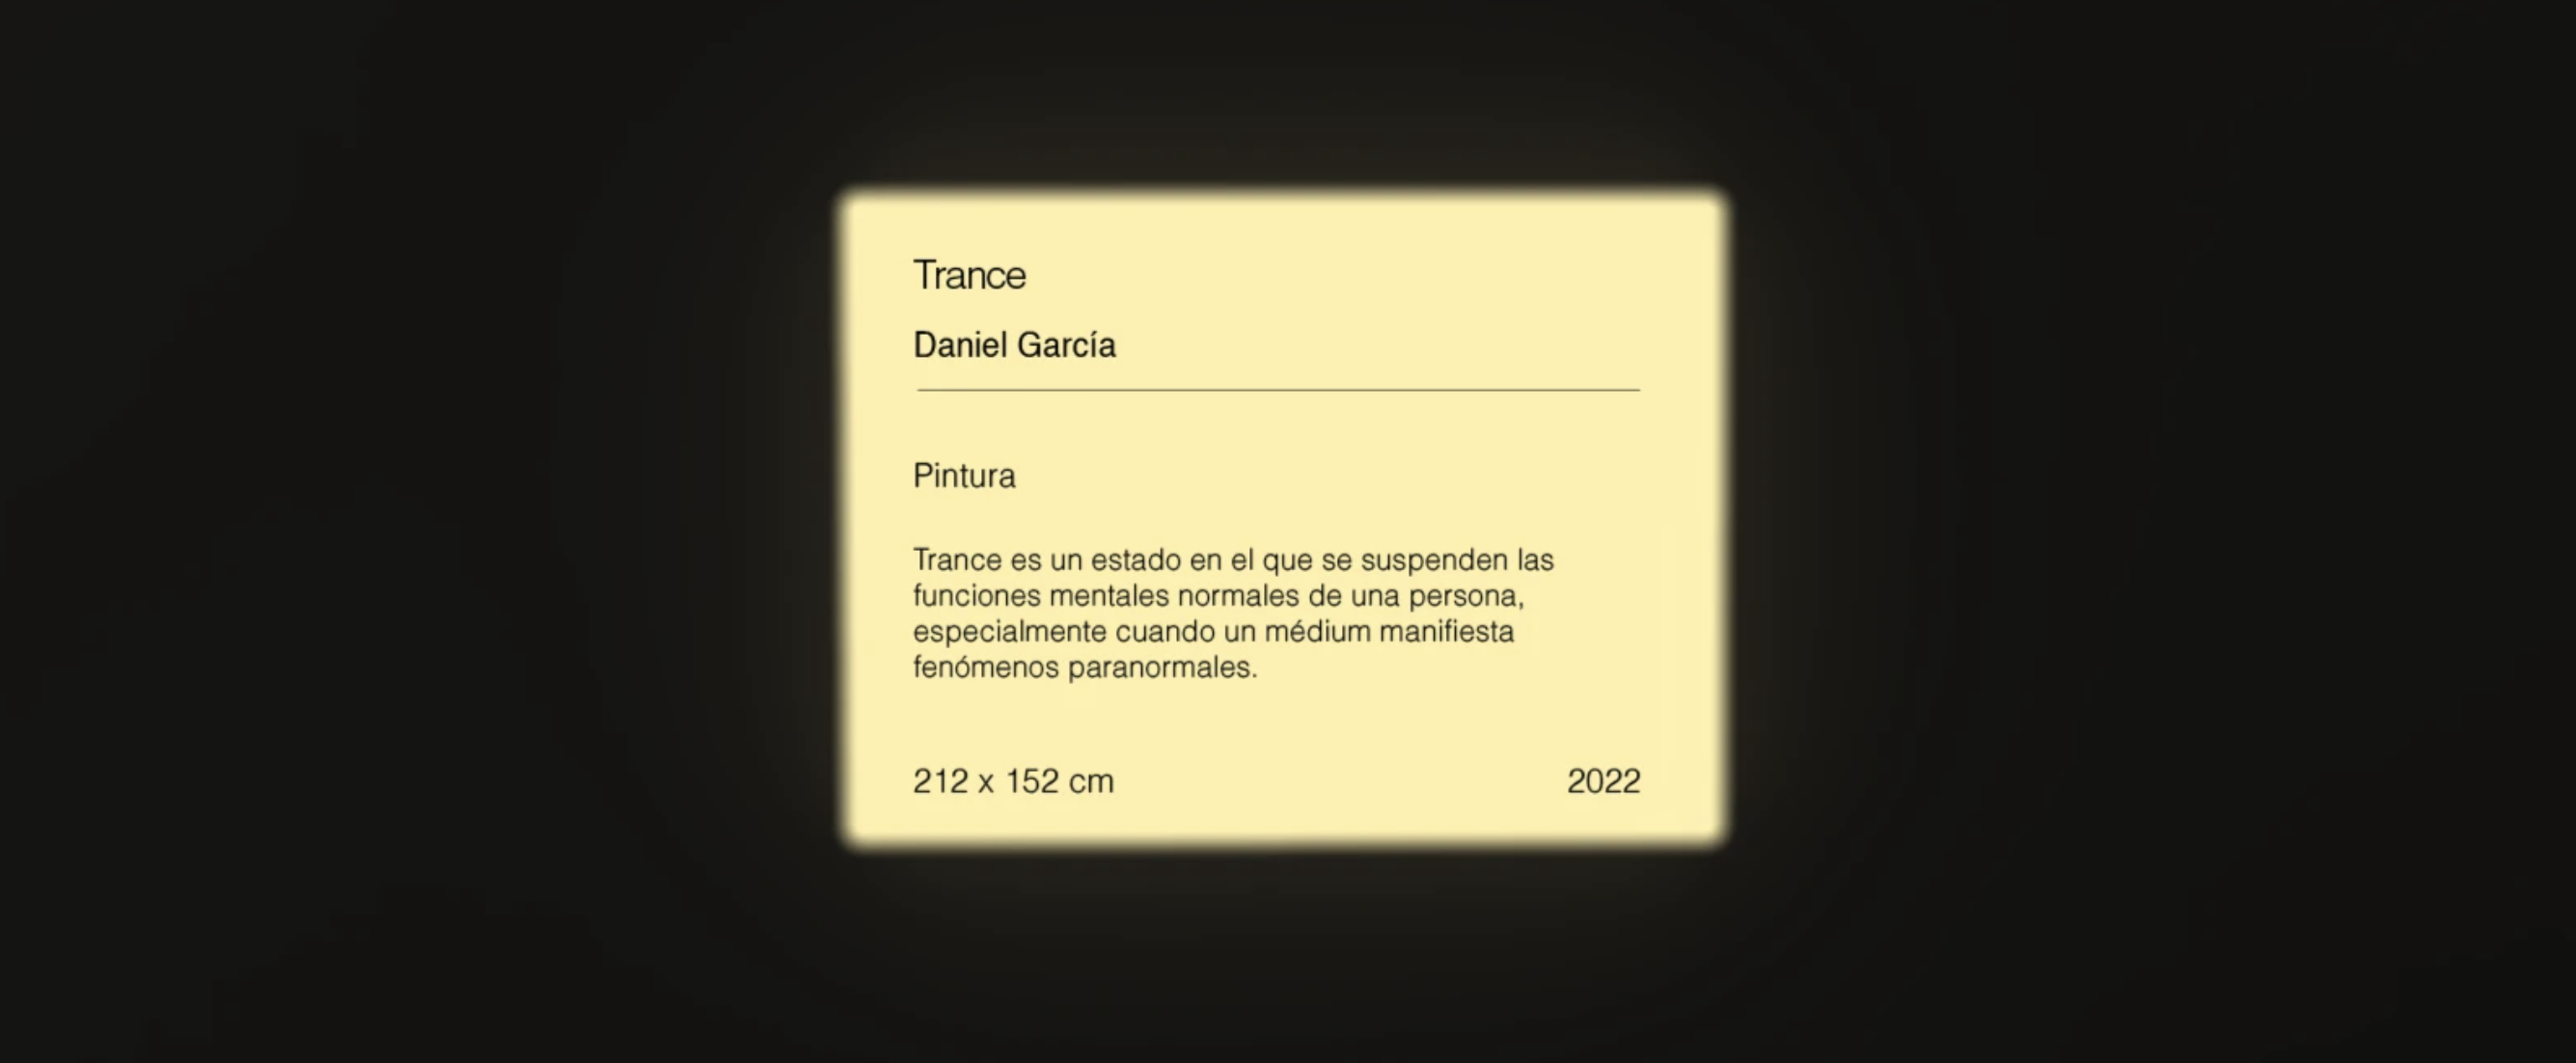 Trance
Daniel García
Pintura
Trance es un estado en el que se suspenden las
funciones mentales normales de una persona,
especialmente cuando un médium manifiesta
fenómenos paranormales.
212 x 152 cm
2022